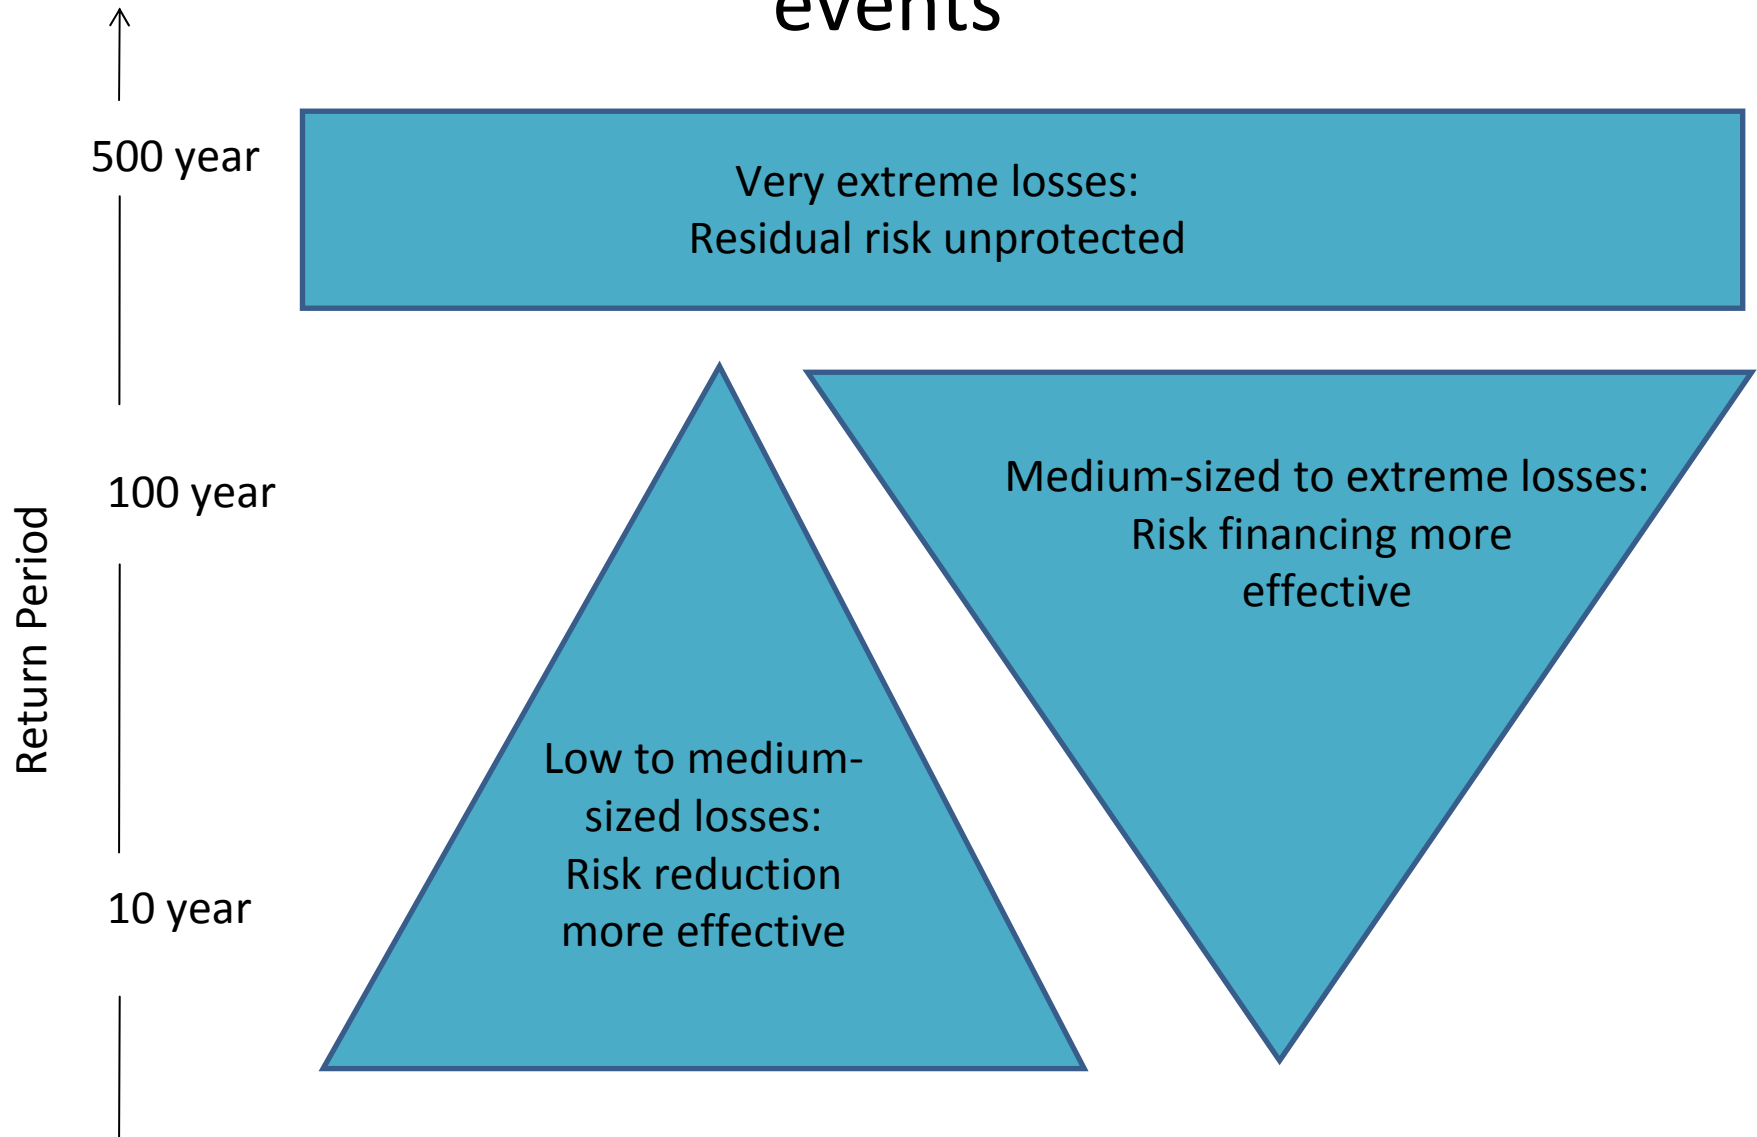 events
500 year
Very extreme losses:
Residual risk unprotected
100 year
Medium-sized to extreme losses:
Risk financing more
effective
Return Period
Low to medium-
sized losses:
Risk reduction
more effective
10 year